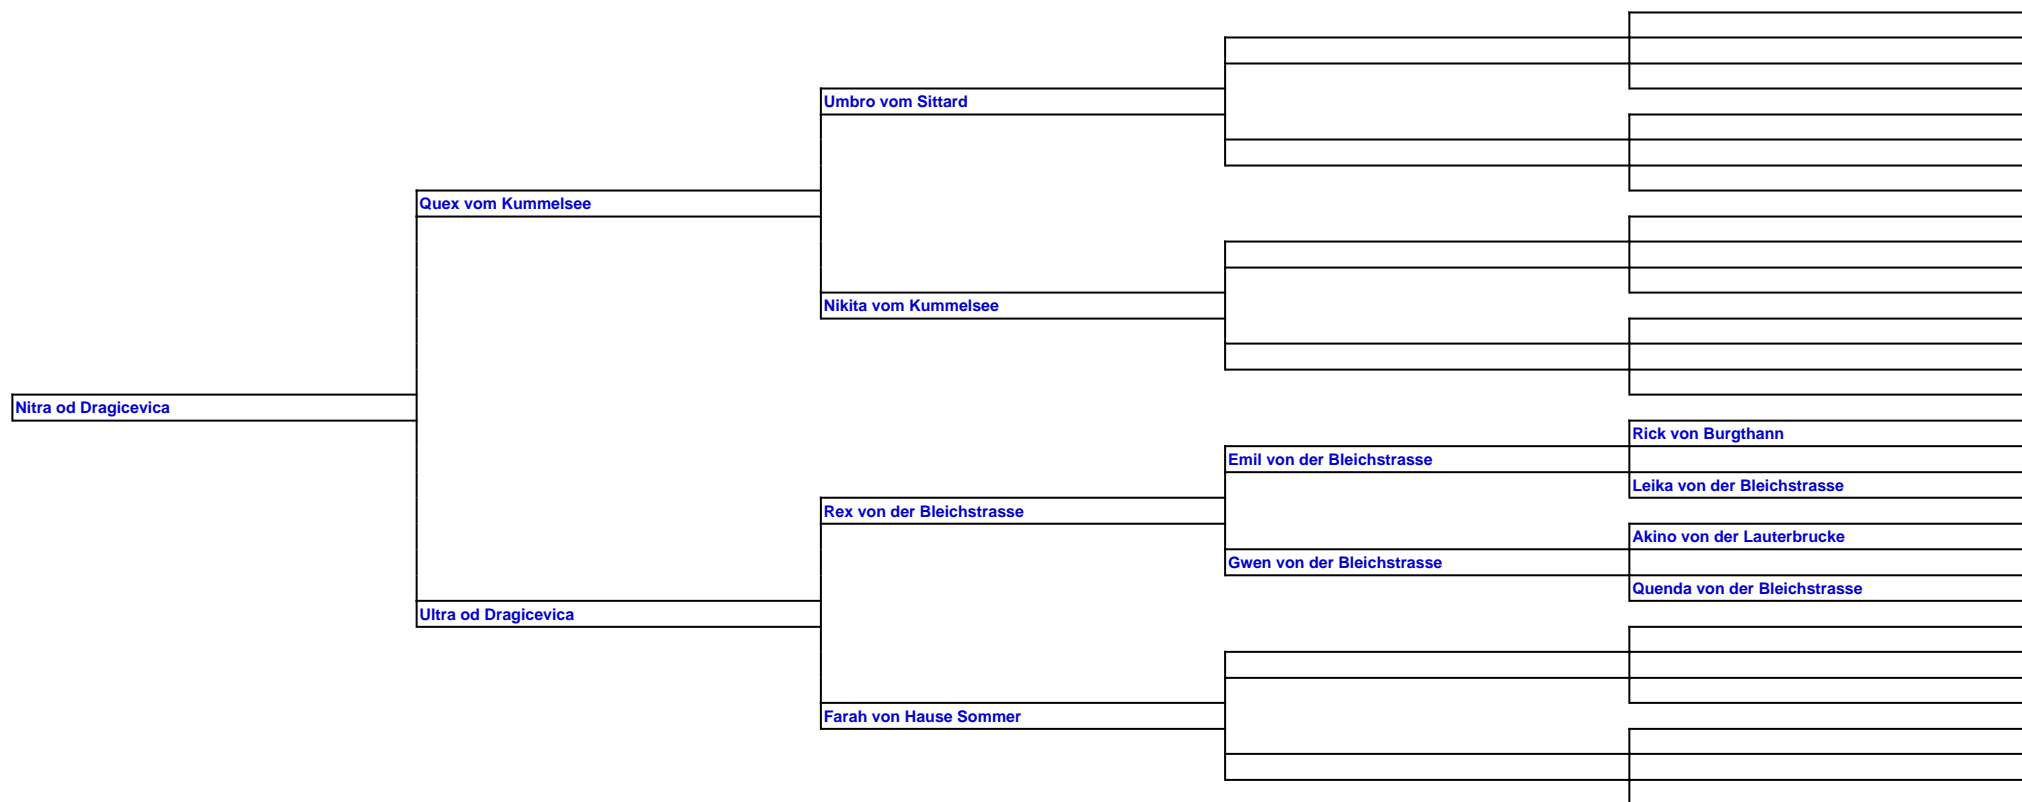 Umbro vom Sittard
Quex vom Kummelsee
Nikita vom Kummelsee
Nitra od Dragicevica
Rick von Burgthann
Emil von der Bleichstrasse
Leika von der Bleichstrasse
Rex von der Bleichstrasse
Akino von der Lauterbrucke
Gwen von der Bleichstrasse
Quenda von der Bleichstrasse
Ultra od Dragicevica
Farah von Hause Sommer